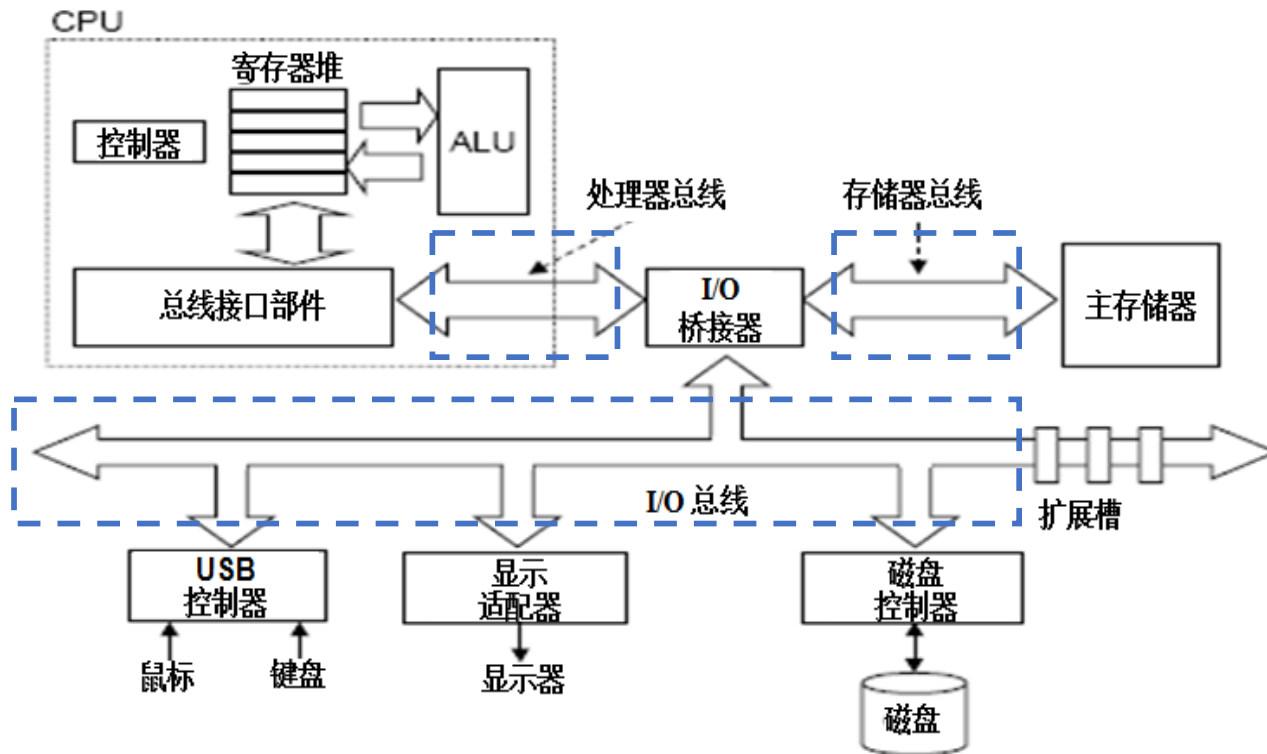 CPU
寄存器堆
控制器
ALU
处理器总线
存储器总线
总线接口部件
I/O
桥接器
主存储器
I/O 总线
扩展槽
USB
控制器
显示
适配器
磁盘
控制器
鼠标
键盘
显示器
磁盘